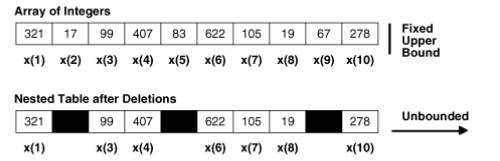 Array of Integers
321 17 99 407 83 622 105 19 67 278
Fixed
Upper
Bound
x(1) x(2) x(3) x(4) x(5) x(6) x(7) x(8) x(9) x(10)
Nested Table after Deletions
321 99 407 622 105 19 278
Unbounded
x(1) x(3) x(4) x(6) x(7) x(8) x(10)